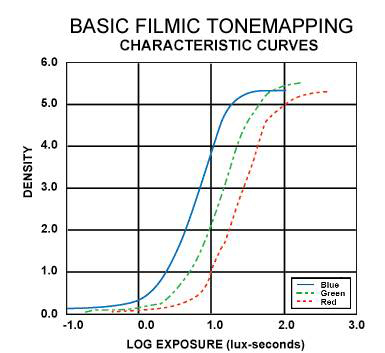 BASIC FILMIC TONEMAPPING
CHARACTERISTIC CURVES
6.0
5.0
4.0
3.0
2.0
1.0
0.0
DENSITY
-1.0 0.0 1.0 2.0 3.0
LOG EXPOSURE (lux-seconds)
Blue
Green
Red